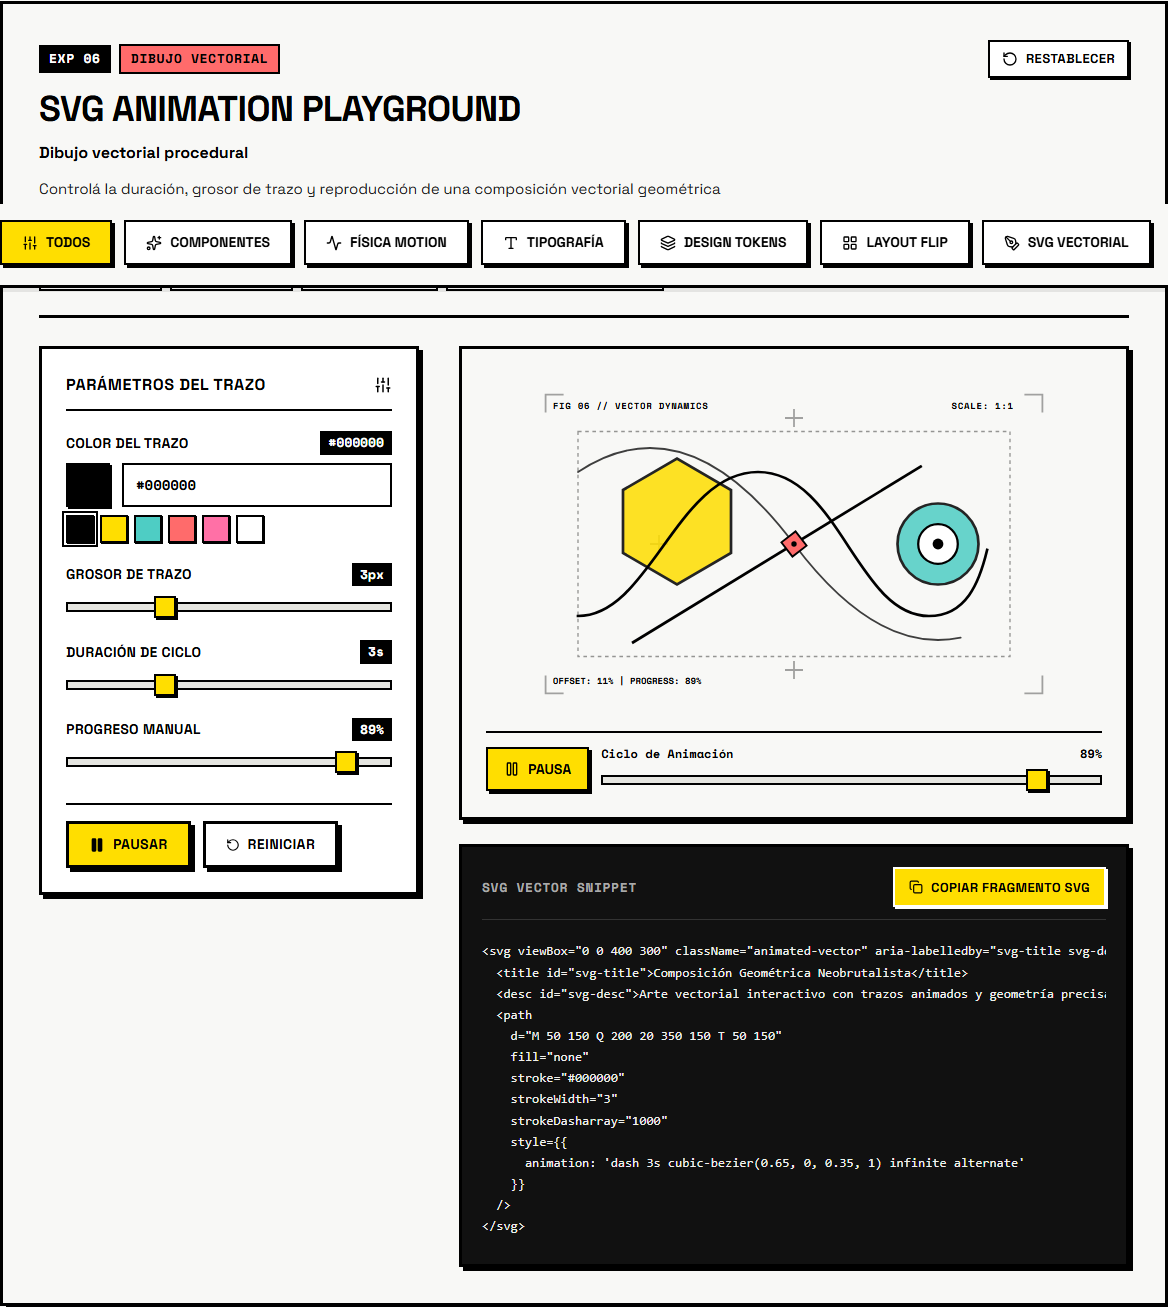 EXP 06
DIBUJO VECTORIAL
RESTABLECER
SVG ANIMATION PLAYGROUND
Dibujo vectorial procedural
Controlá la duración, grosor de trazo y reproducción de una composición vectorial geométrica
TODOS
COMPONENTES
FÍSICA MOTION
TIPOGRAFÍA
DESIGN TOKENS
LAYOUT FLIP
SVG VECTORIAL
PARÁMETROS DEL TRAZO
COLOR DEL TRAZO
#000000
#000000
GROSOR DE TRAZO
3px
DURACIÓN DE CICLO
3s
PROGRESO MANUAL
89%
PAUSAR
REINICIAR
FIG 06 // VECTOR DYNAMICS
SCALE: 1:1
OFFSET: 11% | PROGRESS: 89%
PAUSA
Ciclo de Animación
89%
SVG VECTOR SNIPPET
COPIAR FRAGMENTO SVG
<svg viewBox="0 0 400 300" className="animated-vector" aria-labelledby="svg-title svg-d
<title id="svg-title">Composición Geométrica Neobrutalista</title>
<desc id="svg-desc">Arte vectorial interactivo con trazos animados y geometría precis
<path
d="M 50 150 Q 200 20 350 150 T 50 150"
fill="none"
stroke="#000000"
strokeWidth="3"
strokeDasharray="1000"
style={{
animation: 'dash 3s cubic-bezier(0.65, 0, 0.35, 1) infinite alternate'
}}
/>
</svg>